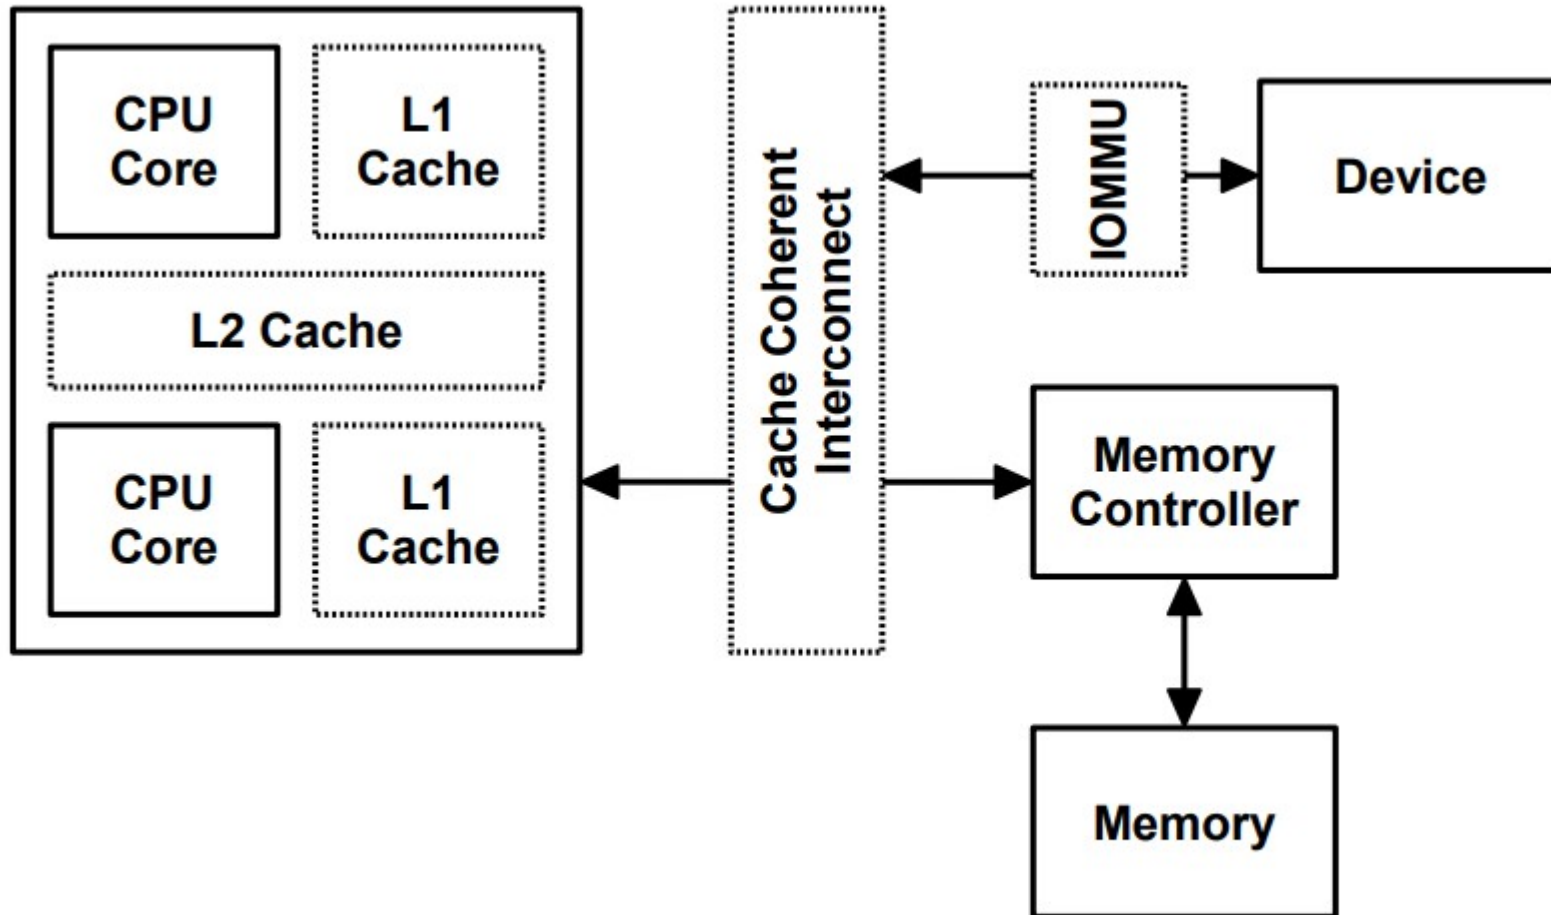 CPU
Core
L1
Cache
L2 Cache
CPU
Core
L1
Cache
Cache Coherent
Interconnect
IOMMU
Device
Memory
Controller
Memory